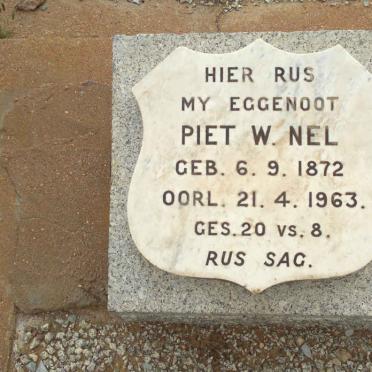 HIER RUS
MY EGGENOOT
PIET W. NEL
GEB. 6. 9. 1872
OORL. 21. 4. 1963.
GES. 20 VS. 8.
RUS SAG.